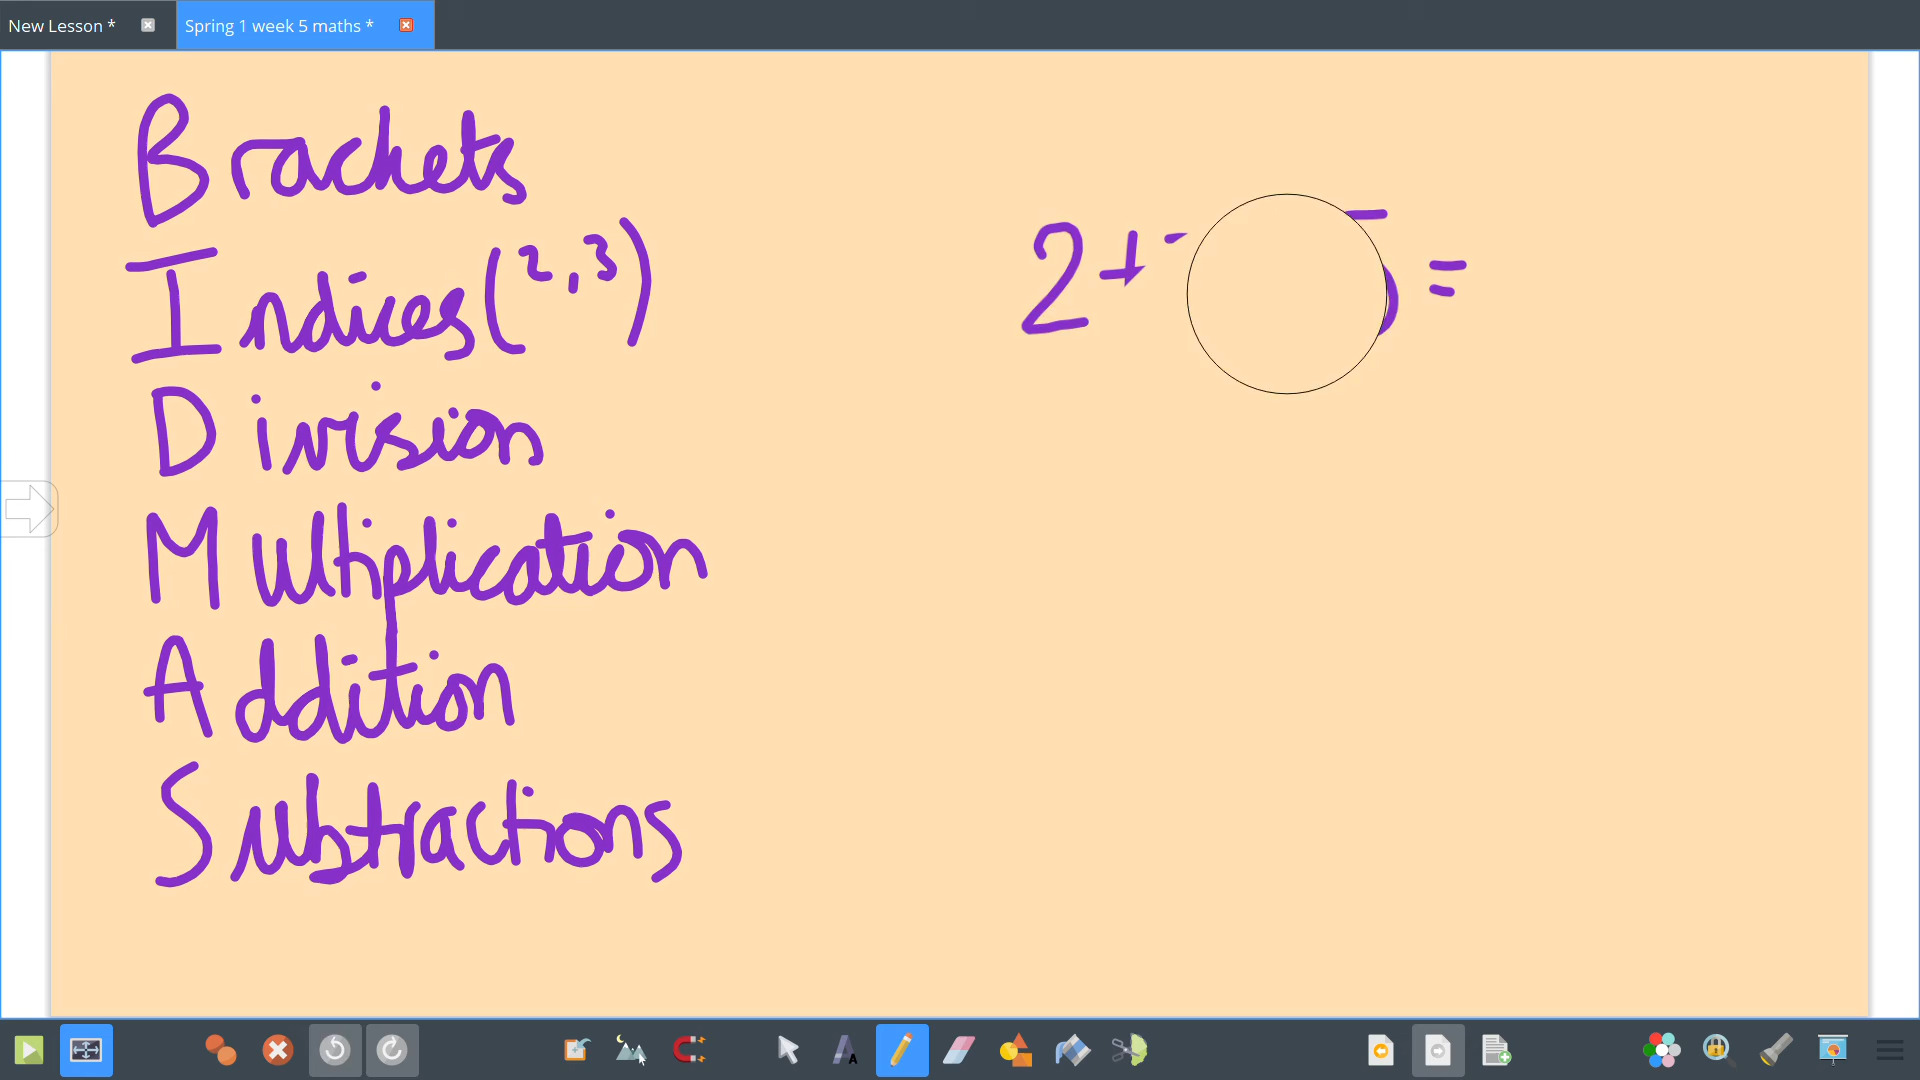 New Lesson *
Spring 1 week 5 maths *
Brackets
Indices (²,³)
Division
Multiplication
Addition
Subtractions
2 +
=